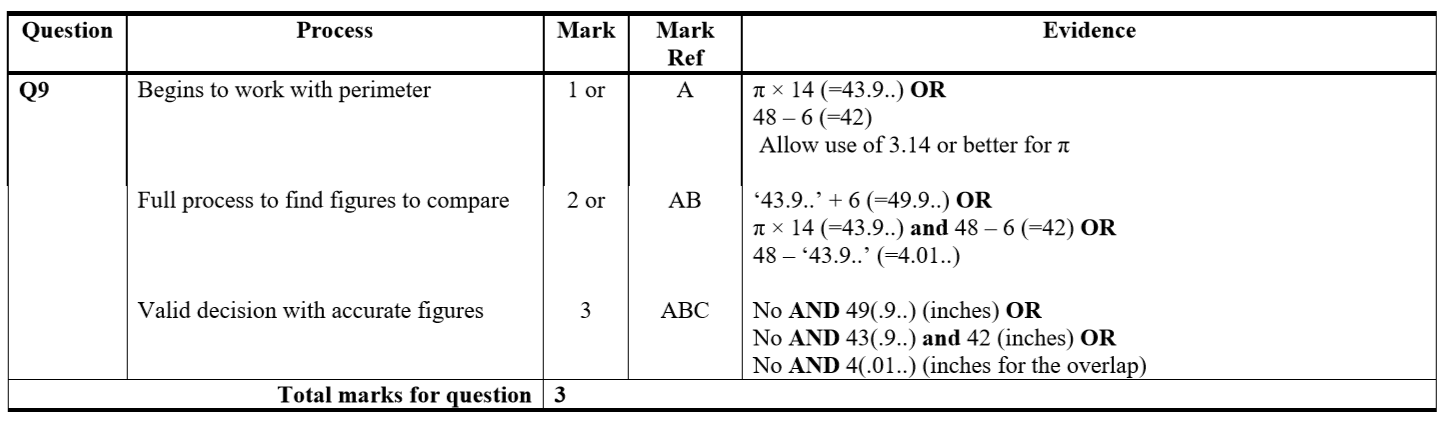 Question Process Mark Mark Ref Evidence
Q9 Begins to work with perimeter 1 or A π × 14 (=43.9..) OR
48 – 6 (=42)
Allow use of 3.14 or better for π
Full process to find figures to compare 2 or AB ‘43.9..’ + 6 (=49.9..) OR
π × 14 (=43.9..) and 48 – 6 (=42) OR
48 – ‘43.9..’ (=4.01..)
Valid decision with accurate figures 3 ABC No AND 49(.9..) (inches) OR
No AND 43(.9..) and 42 (inches) OR
No AND 4(.01..) (inches for the overlap)
Total marks for question 3